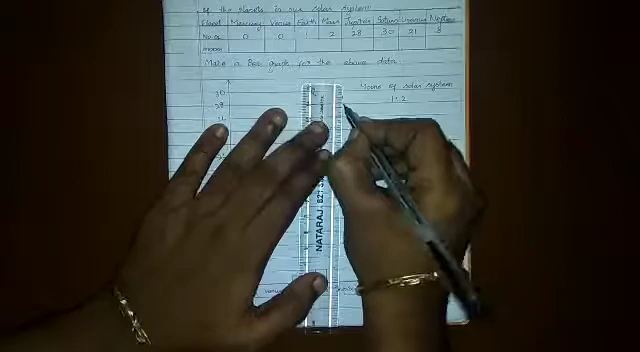 of the planets in our solar system
Planet Mercury Venus Earth Mars Jupiter Saturn Uranus Neptune
No. of 0 0 1 2 28 30 21 8
moons
Make a Bar graph for the above data.
30
28
Moons of solar system
1:2
NATARAJ 621
Venus